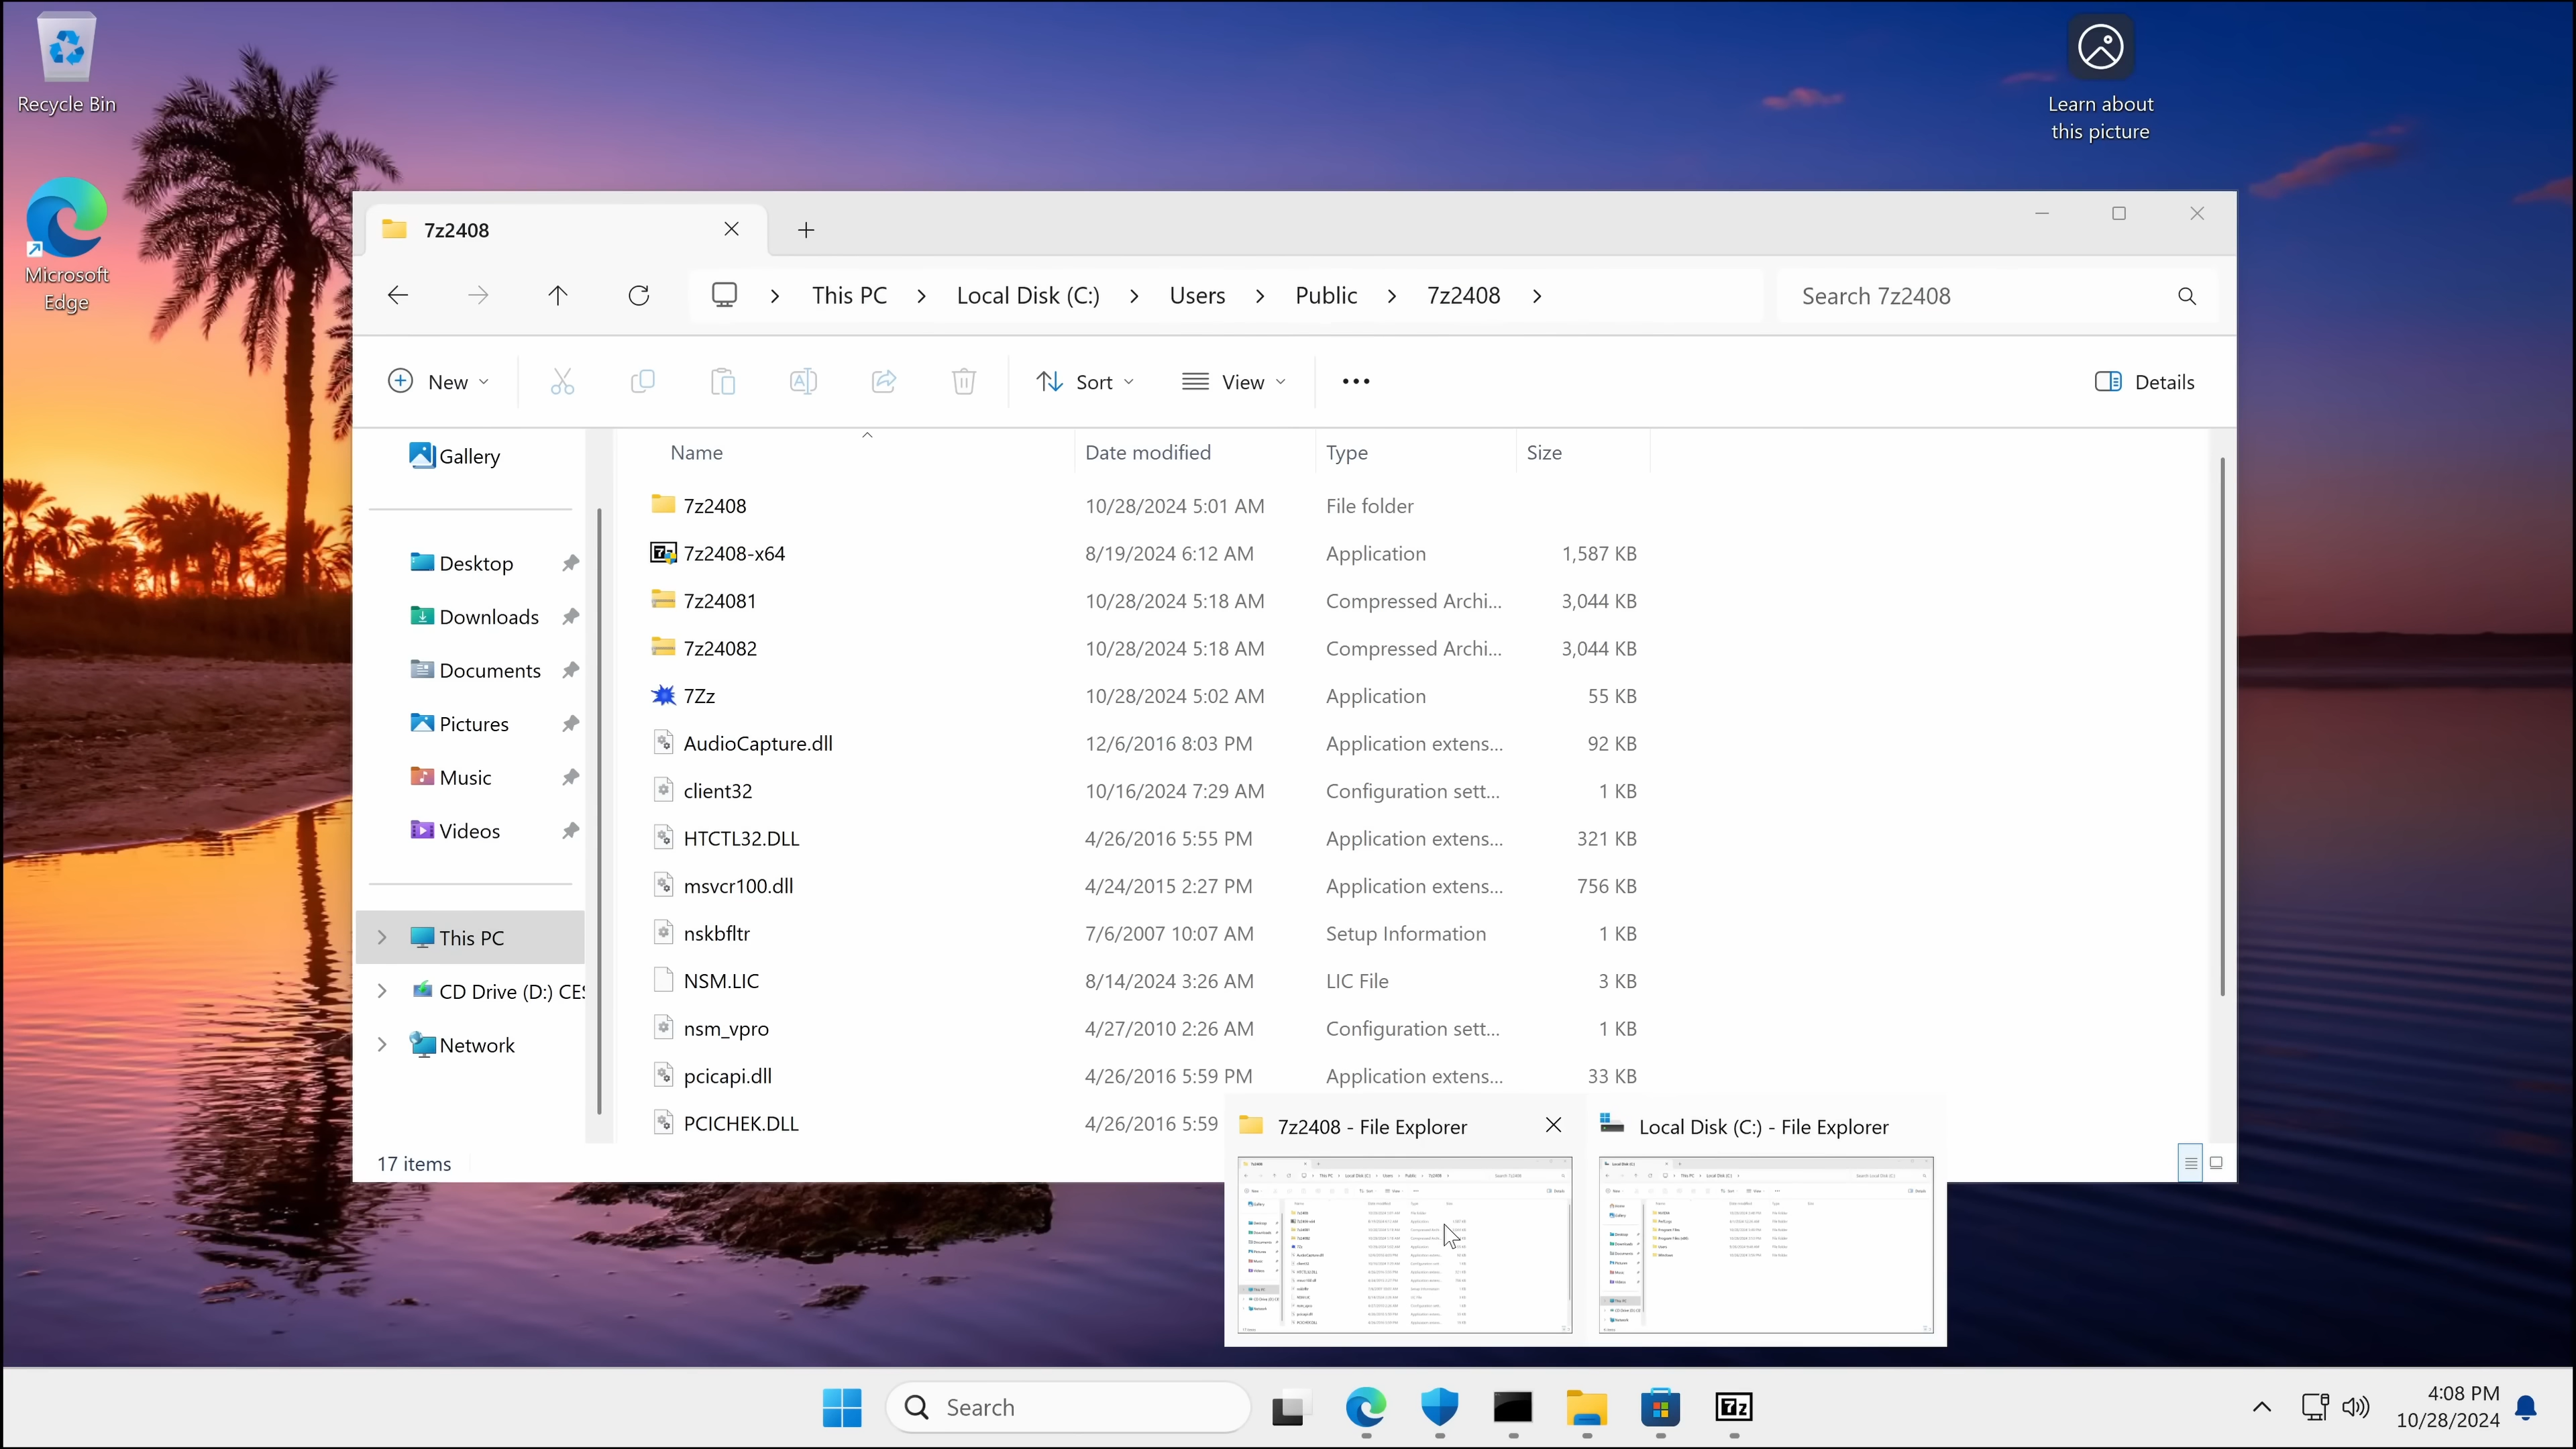 Recycle Bin
Learn about
this picture
Microsoft
Edge
7z2408
This PC
Local Disk (C:)
Users
Public
7z2408
Search 7z2408
New
Sort
View
Details
Gallery
Desktop
Downloads
Documents
Pictures
Music
Videos
This PC
CD Drive (D:) CES
Network
Name Date modified Type Size
7z2408 10/28/2024 5:01 AM File folder
7z2408-x64 8/19/2024 6:12 AM Application 1,587 KB
7z24081 10/28/2024 5:18 AM Compressed Archi... 3,044 KB
7z24082 10/28/2024 5:18 AM Compressed Archi... 3,044 KB
7Zz 10/28/2024 5:02 AM Application 55 KB
AudioCapture.dll 12/6/2016 8:03 PM Application extens... 92 KB
client32 10/16/2024 7:29 AM Configuration sett... 1 KB
HTCTL32.DLL 4/26/2016 5:55 PM Application extens... 321 KB
msvcr100.dll 4/24/2015 2:27 PM Application extens... 756 KB
nskbfltr 7/6/2007 10:07 AM Setup Information 1 KB
NSM.LIC 8/14/2024 3:26 AM LIC File 3 KB
nsm_vpro 4/27/2010 2:26 AM Configuration sett... 1 KB
pcicapi.dll 4/26/2016 5:59 PM Application extens... 33 KB
PCICHEK.DLL 4/26/2016 5:59
17 items
7z2408 - File Explorer
Local Disk (C:) - File Explorer
Search
7z
4:08 PM
10/28/2024